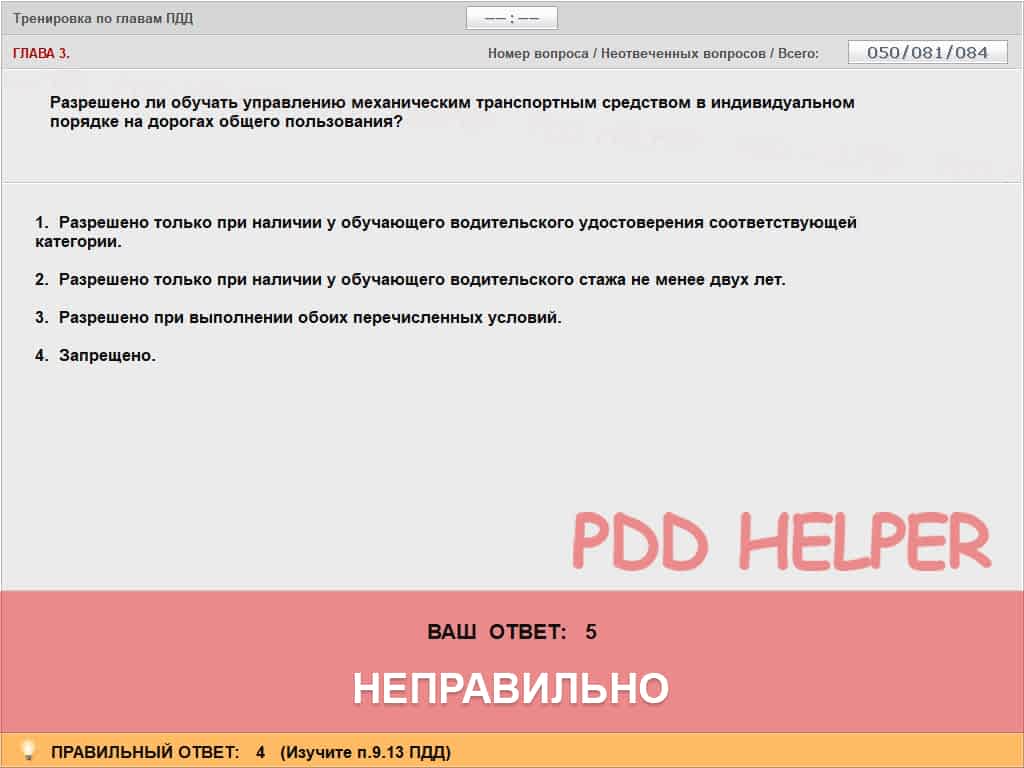 Тренировка по главам ПДД
–– : ––
ГЛАВА 3.
Номер вопроса / Неотвеченных вопросов / Всего:
050/081/084
Разрешено ли обучать управлению механическим транспортным средством в индивидуальном
порядке на дорогах общего пользования?
1. Разрешено только при наличии у обучающего водительского удостоверения соответствующей
категории.
2. Разрешено только при наличии у обучающего водительского стажа не менее двух лет.
3. Разрешено при выполнении обоих перечисленных условий.
4. Запрещено.
PDD HELPER
ВАШ ОТВЕТ: 5
НЕПРАВИЛЬНО
ПРАВИЛЬНЫЙ ОТВЕТ: 4 (Изучите п.9.13 ПДД)